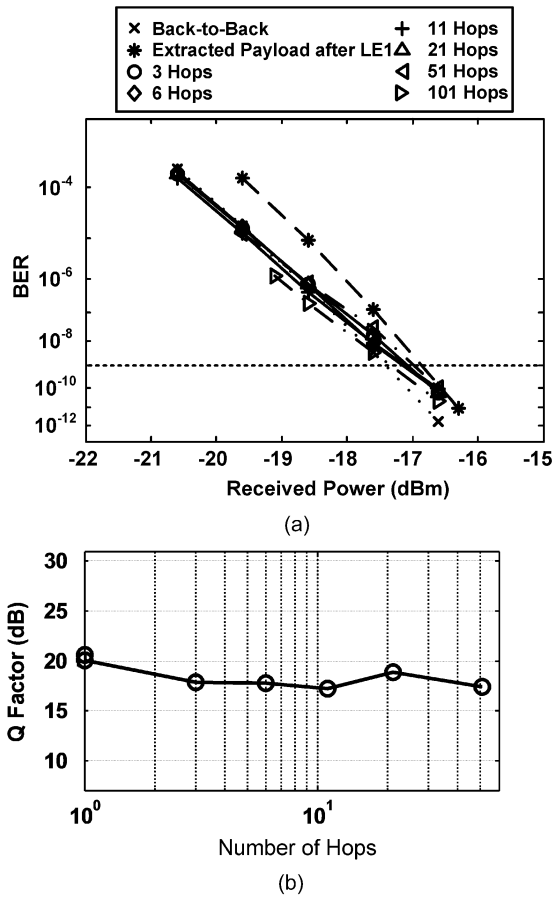 Back-to-Back
Extracted Payload after LE1
3 Hops
6 Hops
11 Hops
21 Hops
51 Hops
101 Hops
BER
10^-4
10^-6
10^-8
10^-10
10^-12
-22 -21 -20 -19 -18 -17 -16 -15
Received Power (dBm)
(a)
Q Factor (dB)
30
25
20
15
10
10^0 10^1
Number of Hops
(b)